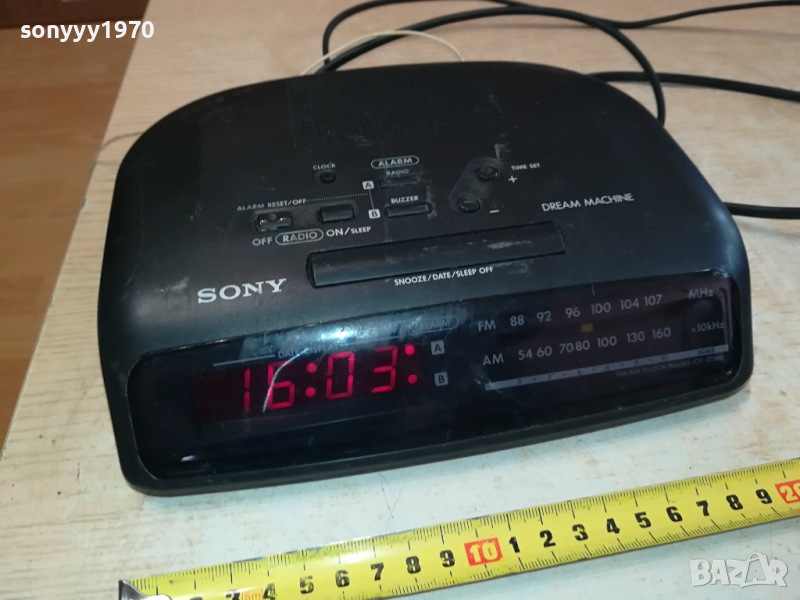 sonyyy1970
CLOCK
ALARM
RADIO
A
TIME SET
+
ALARM RESET/OFF
BUZZER
B
−
DREAM MACHINE
OFF RADIO ON/SLEEP
SNOOZE/DATE/SLEEP OFF
SONY
ALARM
FM 88 92 96 100 104 107 MHz
A
16:03:
AM 54 60 70 80 100 130 160 ×10kHz
B
3 4 5 6 7 8 9 10 1 2 3 4 5 6 7 8 9 20
BAZAR